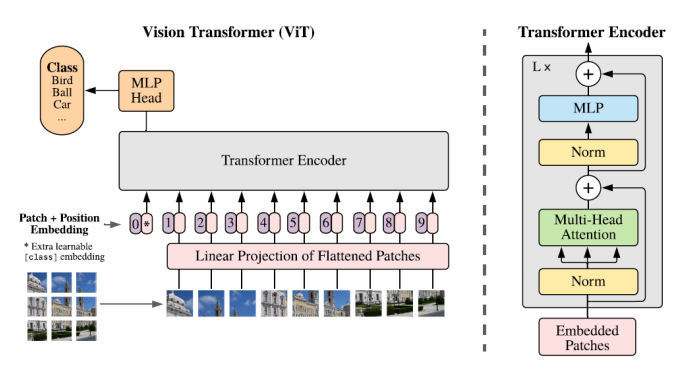 Vision Transformer (ViT)
Class
Bird
Ball
Car
...
MLP
Head
Transformer Encoder
Patch + Position
Embedding
0 * 1 2 3 4 5 6 7 8 9
* Extra learnable
[class] embedding
Linear Projection of Flattened Patches
Transformer Encoder
L x
+
MLP
Norm
+
Multi-Head
Attention
Norm
Embedded
Patches